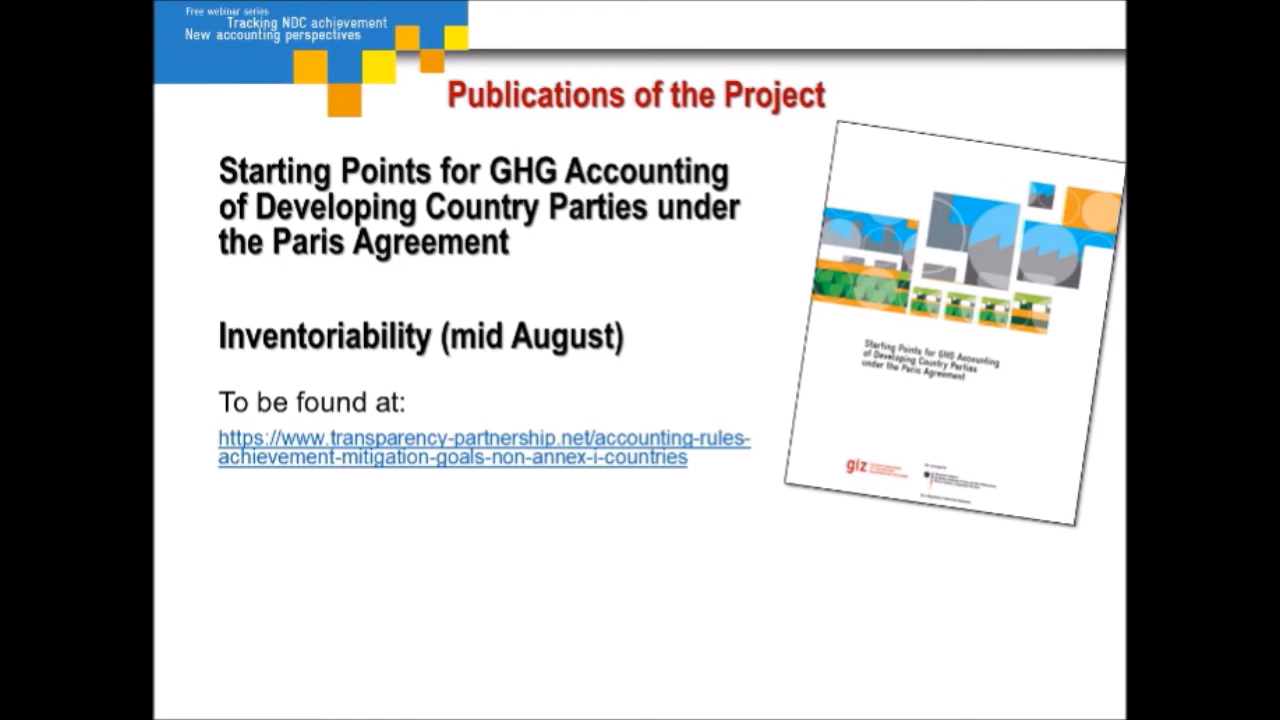 Free webinar series
Tracking NDC achievement
New accounting perspectives
Publications of the Project
Starting Points for GHG Accounting
of Developing Country Parties under
the Paris Agreement
Inventoriability (mid August)
To be found at:
https://www.transparency-partnership.net/accounting-rules-
achievement-mitigation-goals-non-annex-i-countries
Starting Points for GHG Accounting
of Developing Country Parties
under the Paris Agreement
giz